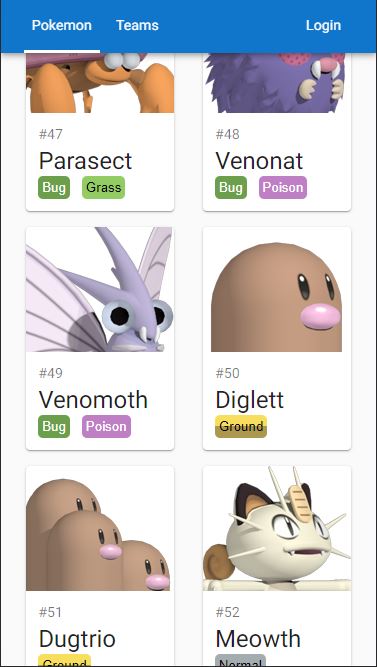 Pokemon Teams Login
#47 #48
Parasect Venonat
Bug Grass Bug Poison
#49 #50
Venomoth Diglett
Bug Poison Ground
#51 #52
Dugtrio Meowth
Ground Normal